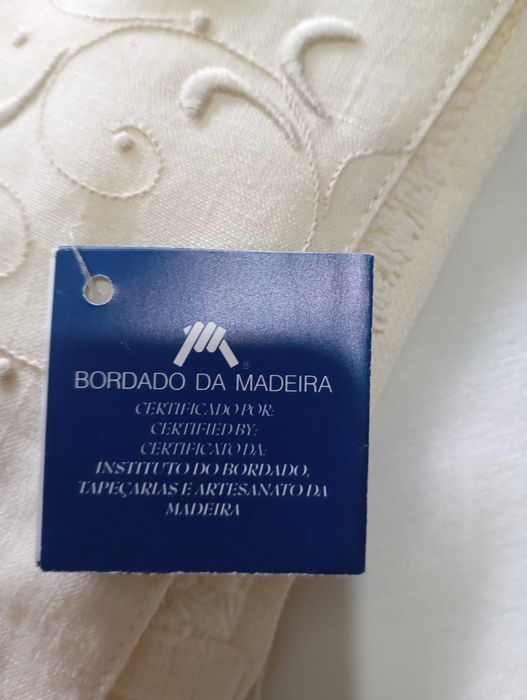 BORDADO DA MADEIRA
CERTIFICADO POR:
CERTIFIED BY:
CERTIFICATO DA:
INSTITUTO DO BORDADO,
TAPEÇARIAS E ARTESANATO DA
MADEIRA